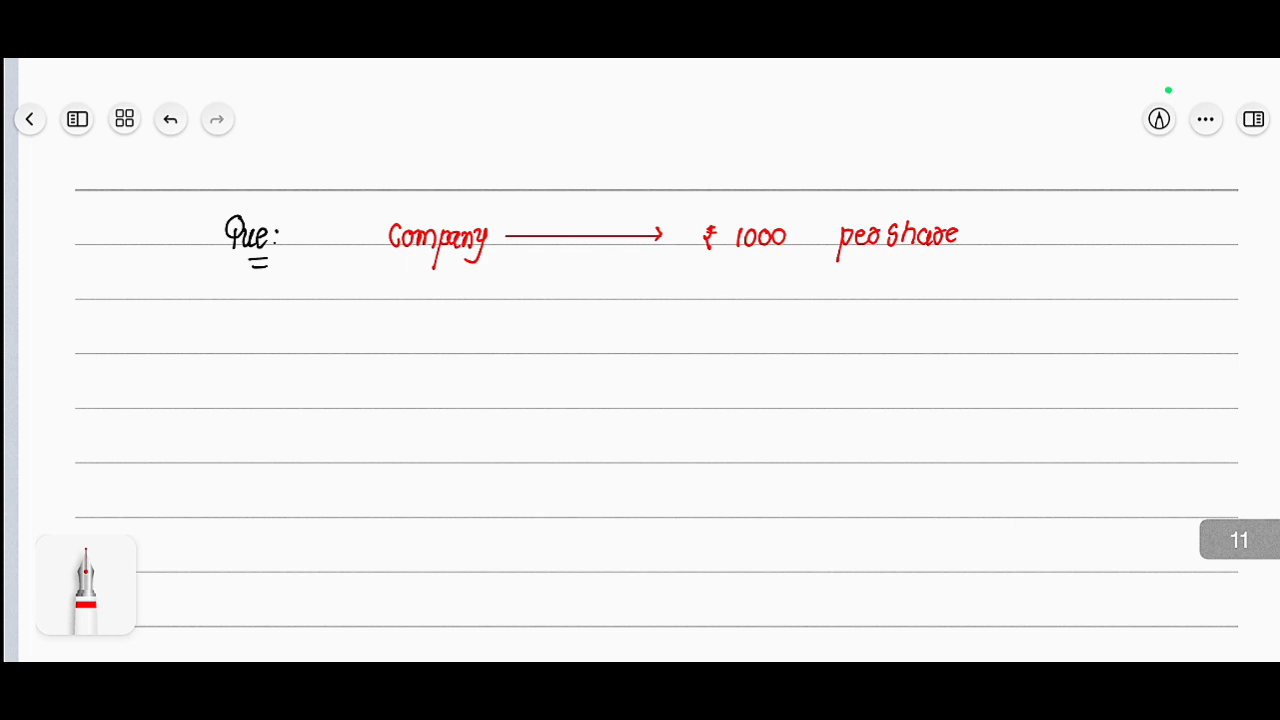 Que: Company → ₹ 1000 per share
11